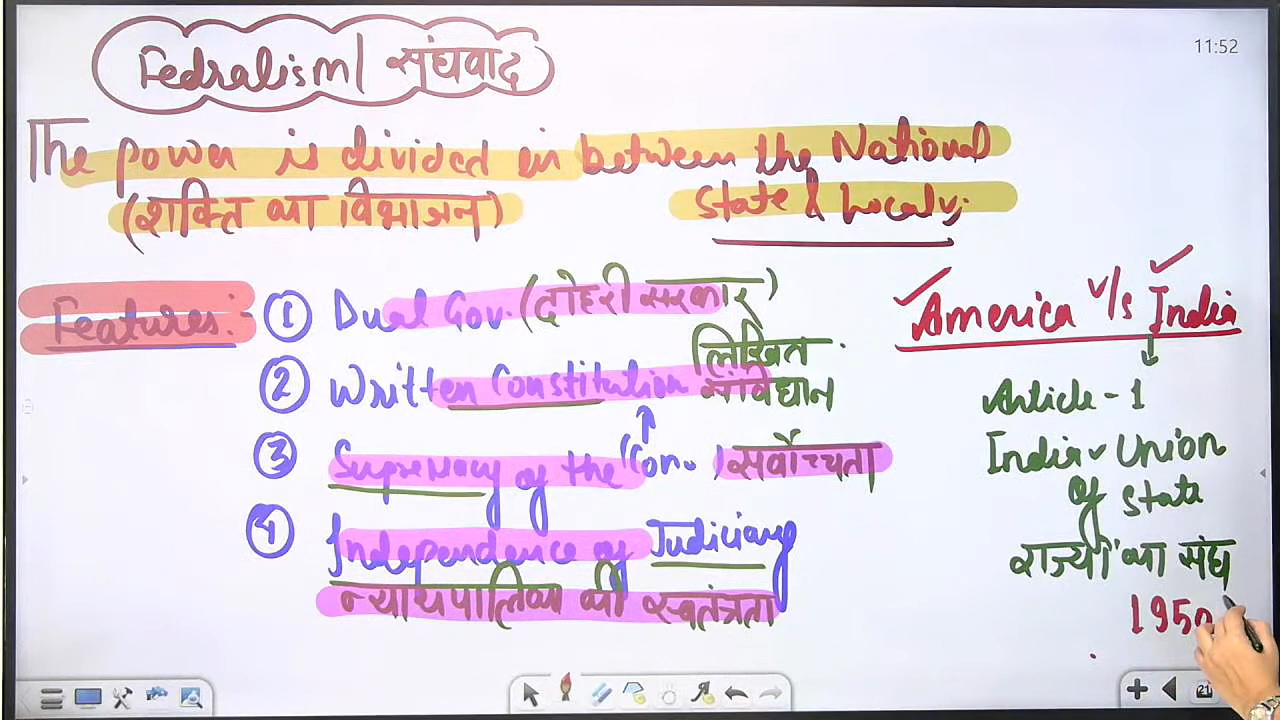 Fedralism / संघवाद
11:52
The power is divided in between the National
(शक्ति का विभाजन) State & Localy.
Features:-
① Dual Gov. (दोहरी सरकार)
② Written Constitution लिखित संविधान
③ Supremacy of the (Con.) सर्वोच्चता
④ Independence of Judiciary
न्यायपालिका की स्वतंत्रता
America v/s India
Article - 1
India Union
of State
राज्यों का संघ
1950
21